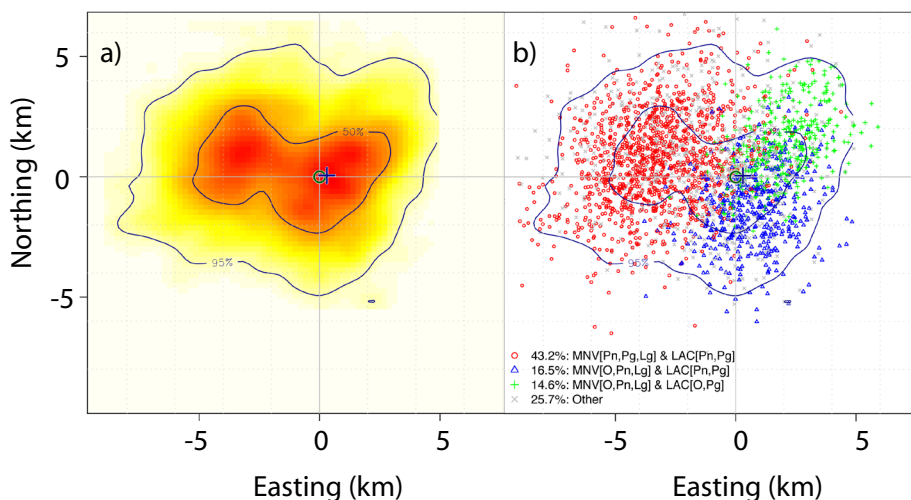 a)
b)
Northing (km)
5
0
-5
50%
95%
95%
43.2%: MNV[Pn,Pg,Lg] & LAC[Pn,Pg]
16.5%: MNV[O,Pn,Lg] & LAC[Pn,Pg]
14.6%: MNV[O,Pn,Lg] & LAC[O,Pg]
25.7%: Other
-5 0 5 -5 0 5
Easting (km) Easting (km)